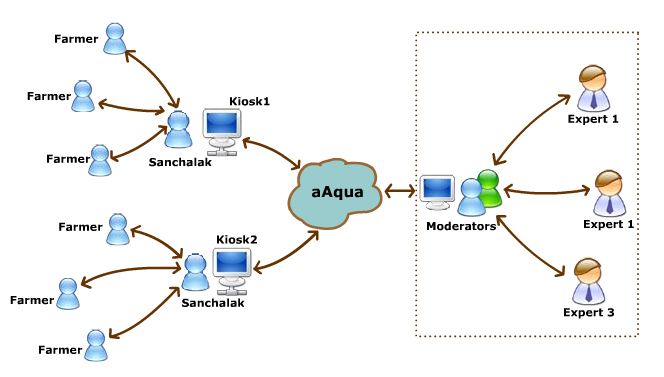 Farmer
Farmer
Farmer
Kiosk1
Sanchalak
Farmer
Farmer
Farmer
Kiosk2
Sanchalak
aAqua
Moderators
Expert 1
Expert 1
Expert 3